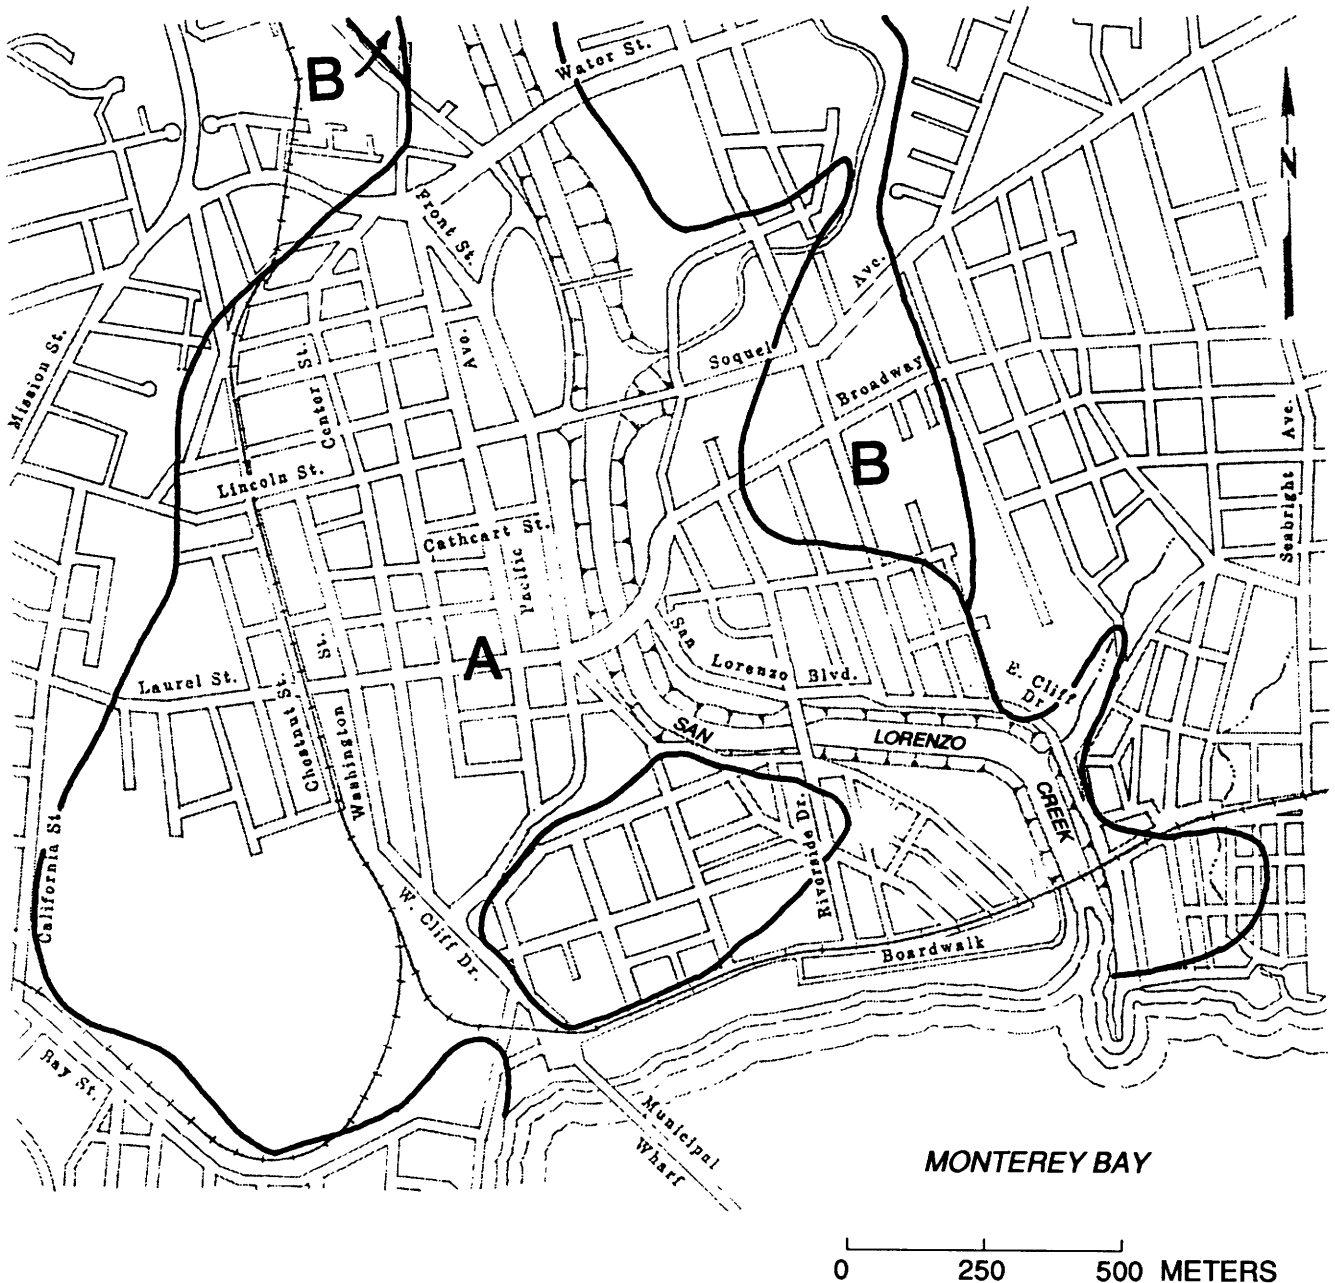 B
Water St.
N
Front St.
Ave.
Mission St.
Center St.
Ave.
Soquel
Broadway
Lincoln St.
B
Seabright Ave.
Cathcart St.
Pacific
A
San Lorenzo Blvd.
Laurel St.
St.
Chestnut St.
Washington
E. Cliff Dr
SAN LORENZO CREEK
California St.
Riverside Dr.
W. Cliff Dr.
Boardwalk
Bay St.
Municipal
Wharf
MONTEREY BAY
0 250 500 METERS